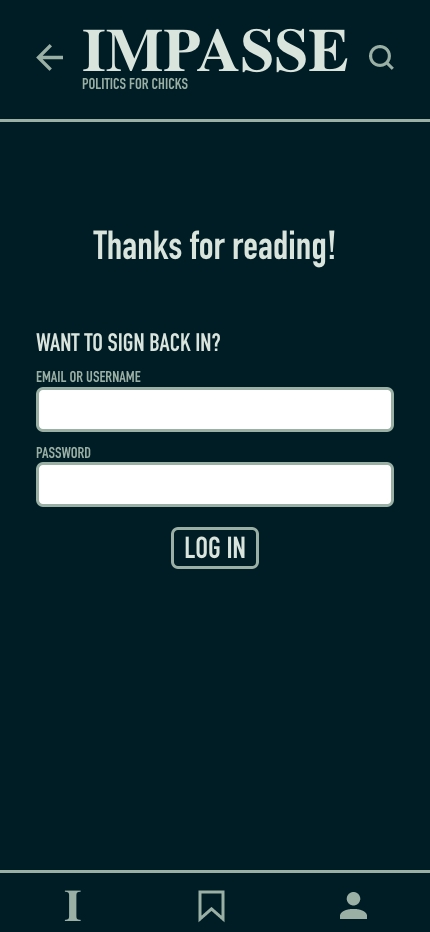 IMPASSE
POLITICS FOR CHICKS
Thanks for reading!
WANT TO SIGN BACK IN?
EMAIL OR USERNAME
PASSWORD
LOG IN
I